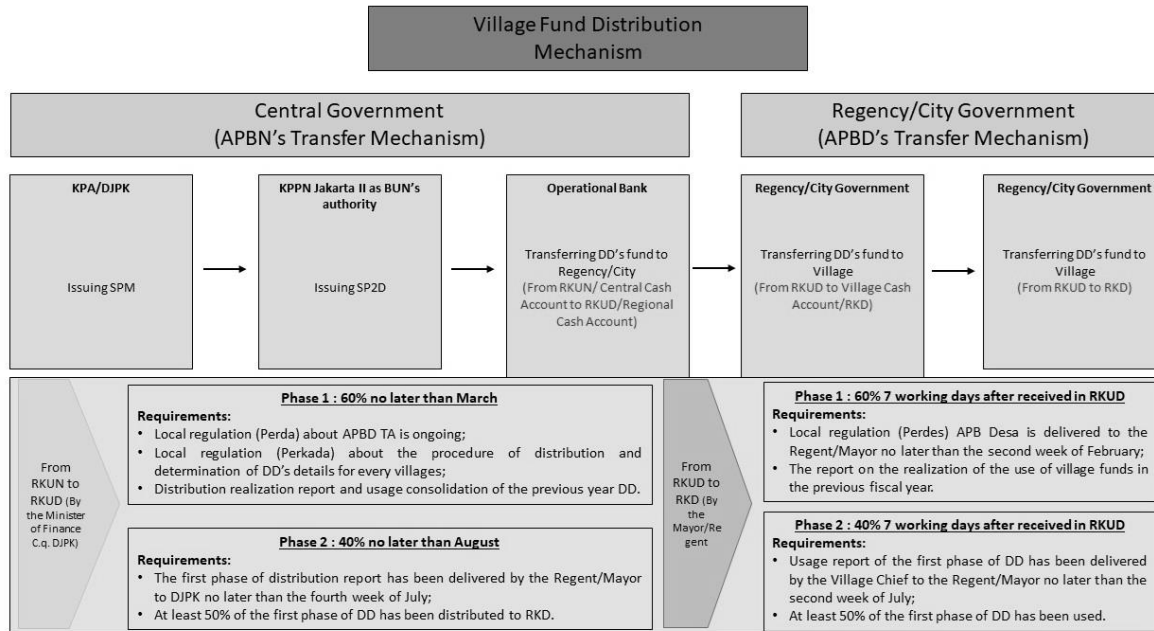 Village Fund Distribution
Mechanism
Central Government
(APBN's Transfer Mechanism)
Regency/City Government
(APBD's Transfer Mechanism)
KPA/DJPK
Issuing SPM
KPPN Jakarta II as BUN's
authority
Issuing SP2D
Operational Bank
Transferring DD's fund to
Regency/City
(From RKUN/ Central Cash
Account to RKUD/Regional
Cash Account)
Regency/City Government
Transferring DD's fund to
Village
(From RKUD to Village Cash
Account/RKD)
Regency/City Government
Transferring DD's fund to
Village
(From RKUD to RKD)
From
RKUN to
RKUD (By
the Minister
of Finance
C.q. DJPK)
Phase 1 : 60% no later than March
Requirements:
• Local regulation (Perda) about APBD TA is ongoing;
• Local regulation (Perkada) about the procedure of distribution and
determination of DD's details for every villages;
• Distribution realization report and usage consolidation of the previous year DD.
Phase 2 : 40% no later than August
Requirements:
• The first phase of distribution report has been delivered by the Regent/Mayor
to DJPK no later than the fourth week of July;
• At least 50% of the first phase of DD has been distributed to RKD.
From
RKUD to
RKD (By
the
Mayor/Re
gent
Phase 1 : 60% 7 working days after received in RKUD
Requirements:
• Local regulation (Perdes) APB Desa is delivered to the
Regent/Mayor no later than the second week of February;
• The report on the realization of the use of village funds in
the previous fiscal year.
Phase 2 : 40% 7 working days after received in RKUD
Requirements:
• Usage report of the first phase of DD has been delivered
by the Village Chief to the Regent/Mayor no later than the
second week of July;
• At least 50% of the first phase of DD has been used.